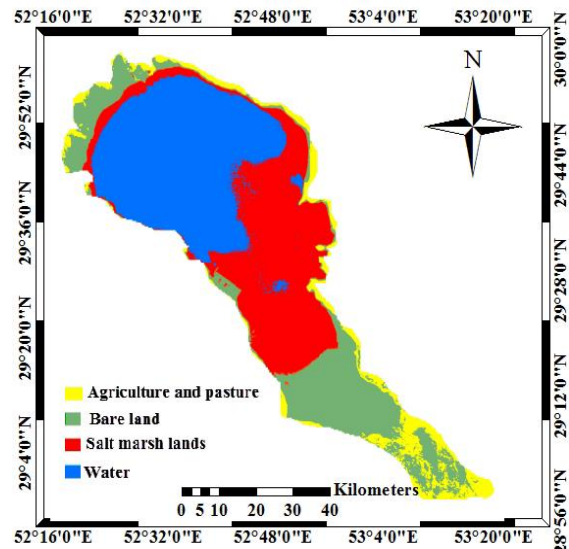 52°16'0"E 52°32'0"E 52°48'0"E 53°4'0"E 53°20'0"E
30°0'0"N
N
29°52'0"N
29°44'0"N
29°36'0"N
29°28'0"N
29°20'0"N
29°12'0"N
29°4'0"N
28°56'0"N
Agriculture and pasture
Bare land
Salt marsh lands
Water
Kilometers
0 5 10 20 30 40
52°16'0"E 52°32'0"E 52°48'0"E 53°4'0"E 53°20'0"E